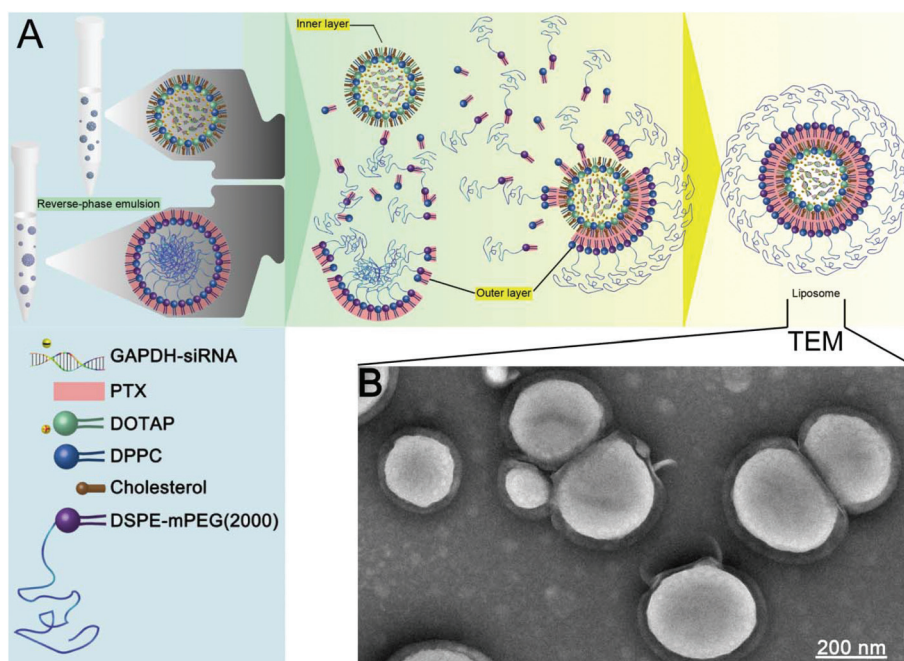 A
Inner layer
Reverse-phase emulsion
Outer layer
Liposome
TEM
GAPDH-siRNA
PTX
DOTAP
DPPC
Cholesterol
DSPE-mPEG(2000)
B
200 nm